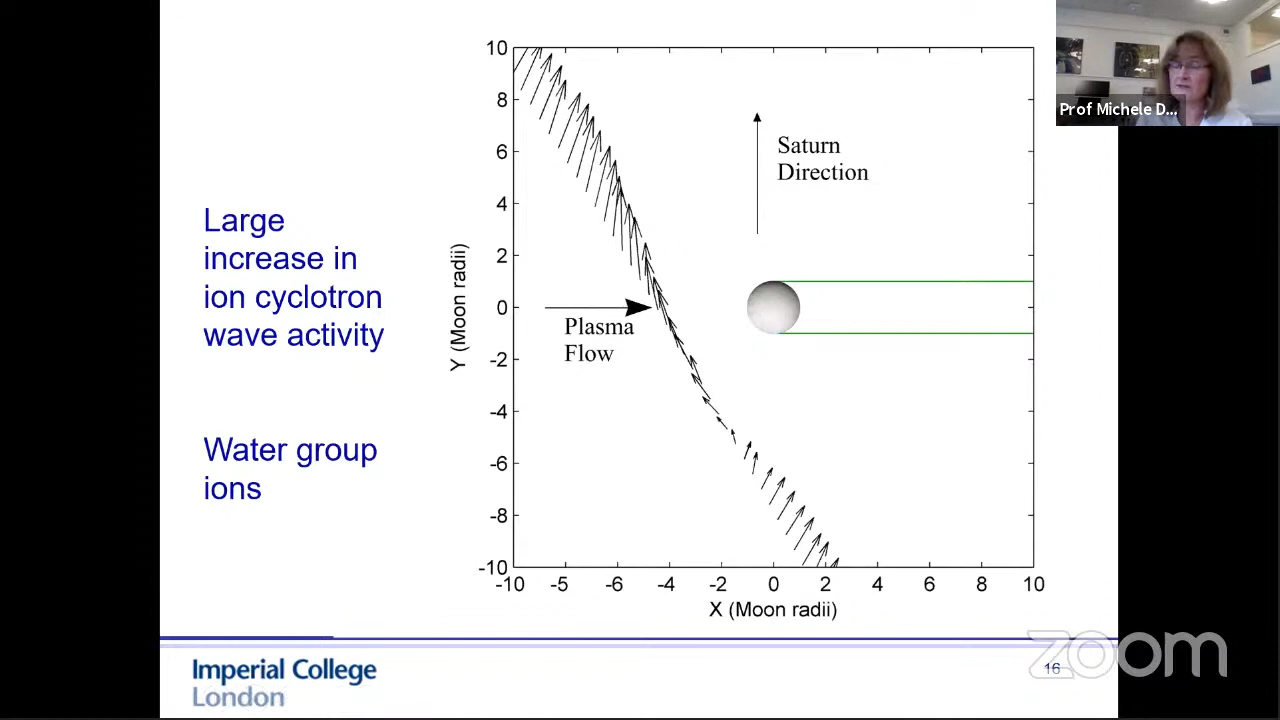 Large
increase in
ion cyclotron
wave activity
Water group
ions
10
8
6
4
2
0
-2
-4
-6
-8
-10
Y (Moon radii)
-10
-5
-6
-4
-2
0
2
4
6
8
10
X (Moon radii)
Saturn
Direction
Plasma
Flow
Prof Michele D...
Imperial College
London
16
zoom